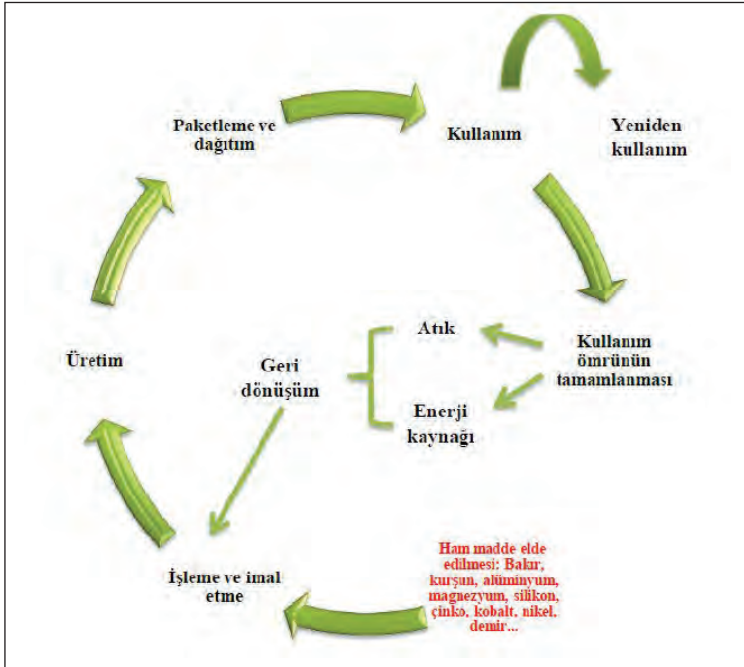 Paketleme ve
dağıtım
Kullanım
Yeniden
kullanım
Üretim
Geri
dönüşüm
Atık
Enerji
kaynağı
Kullanım
ömrünün
tamamlanması
İşleme ve imal
etme
Ham madde elde
edilmesi: Bakır,
kurşun, alüminyum,
magnezyum, silikon,
çinko, kobalt, nikel,
demir...